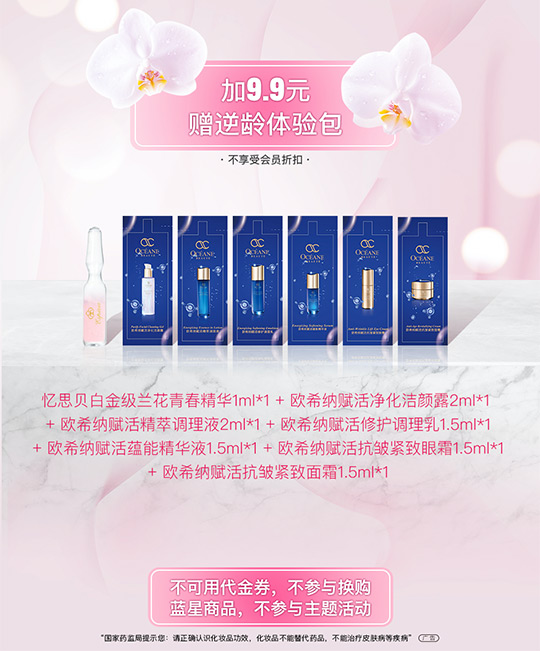 加9.9元
赠逆龄体验包
·不享受会员折扣·
OCÉANE
OCÉANE
OCÉANE
OCÉANE
OCÉANE
OCÉANE
忆思贝白金级兰花青春精华1ml*1 + 欧希纳赋活净化洁颜露2ml*1
+ 欧希纳赋活精萃调理液2ml*1 + 欧希纳赋活修护调理乳1.5ml*1
+ 欧希纳赋活蕴能精华液1.5ml*1 + 欧希纳赋活抗皱紧致眼霜1.5ml*1
+ 欧希纳赋活抗皱紧致面霜1.5ml*1
不可用代金券，不参与换购
蓝星商品，不参与主题活动
“国家药监局提示您：请正确认识化妆品功效，化妆品不能替代药品，不能治疗皮肤病等疾病” 广告